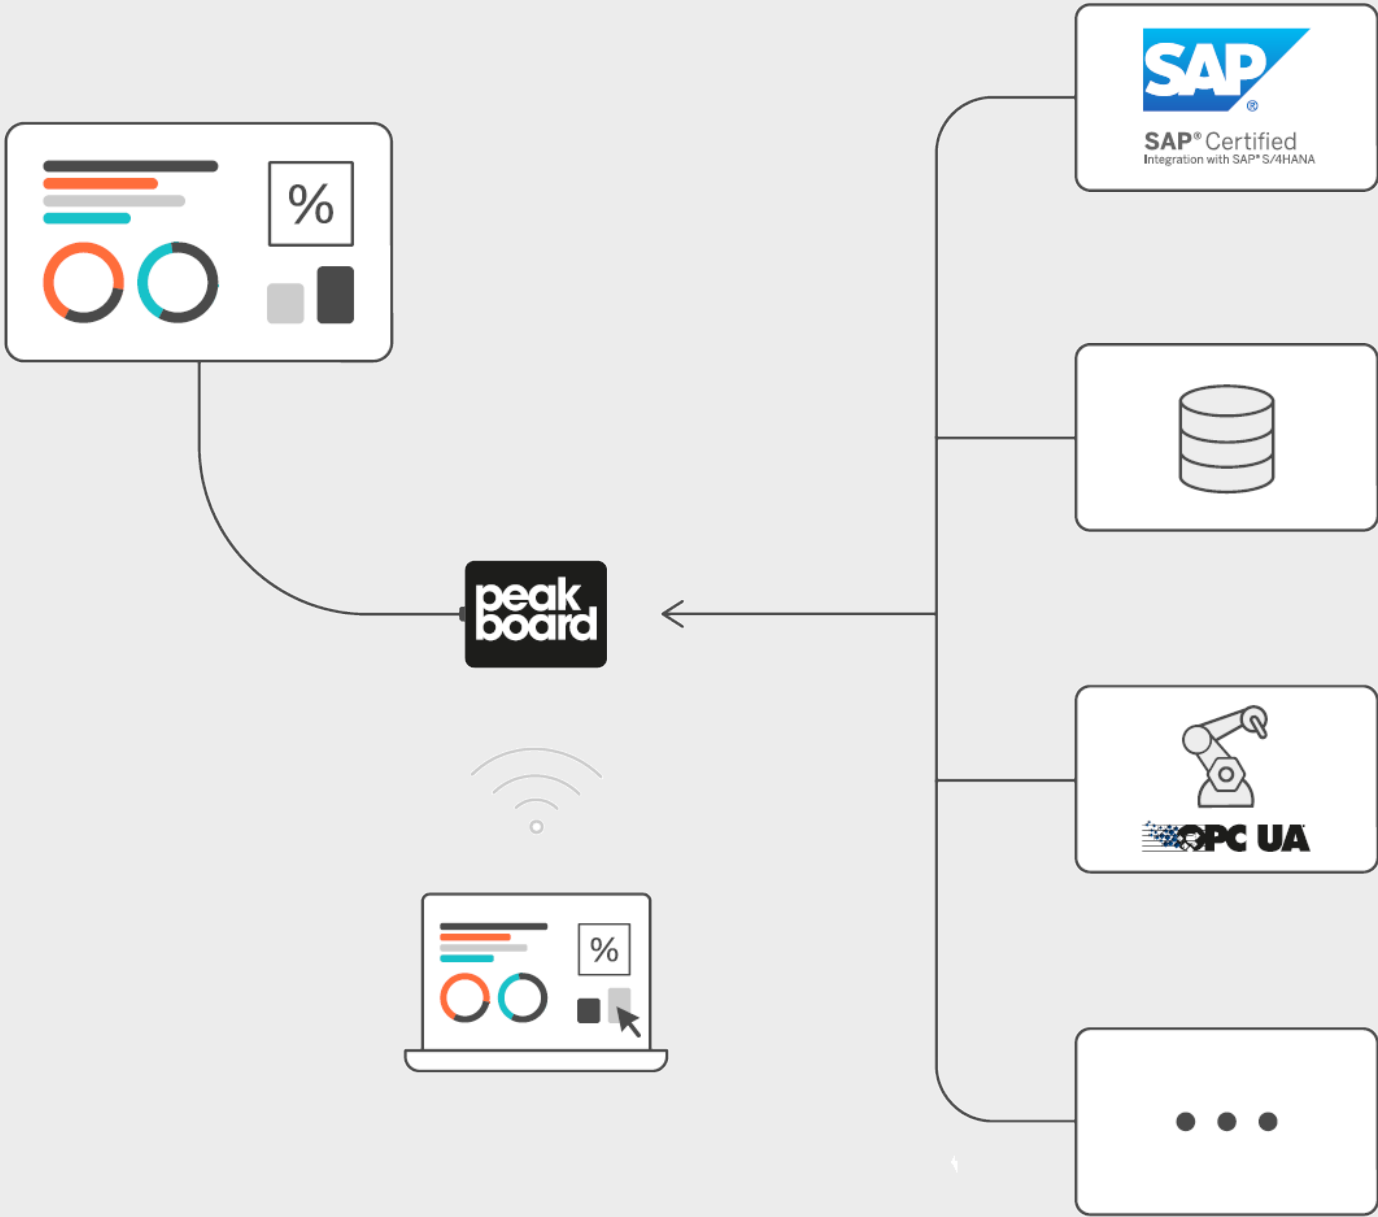 SAP
®
SAP® Certified
Integration with SAP® S/4HANA
%
peak
board
OPC UA
%